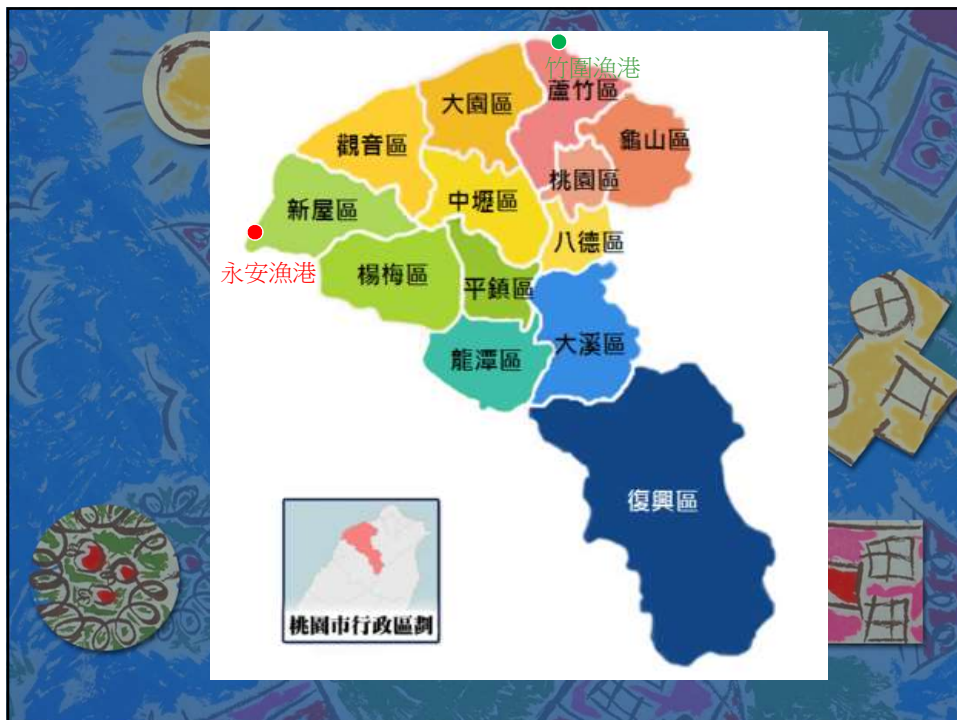 竹圍漁港
蘆竹區
大園區
龜山區
觀音區
桃園區
中壢區
新屋區
八德區
永安漁港
楊梅區
平鎮區
大溪區
龍潭區
復興區
桃園市行政區劃